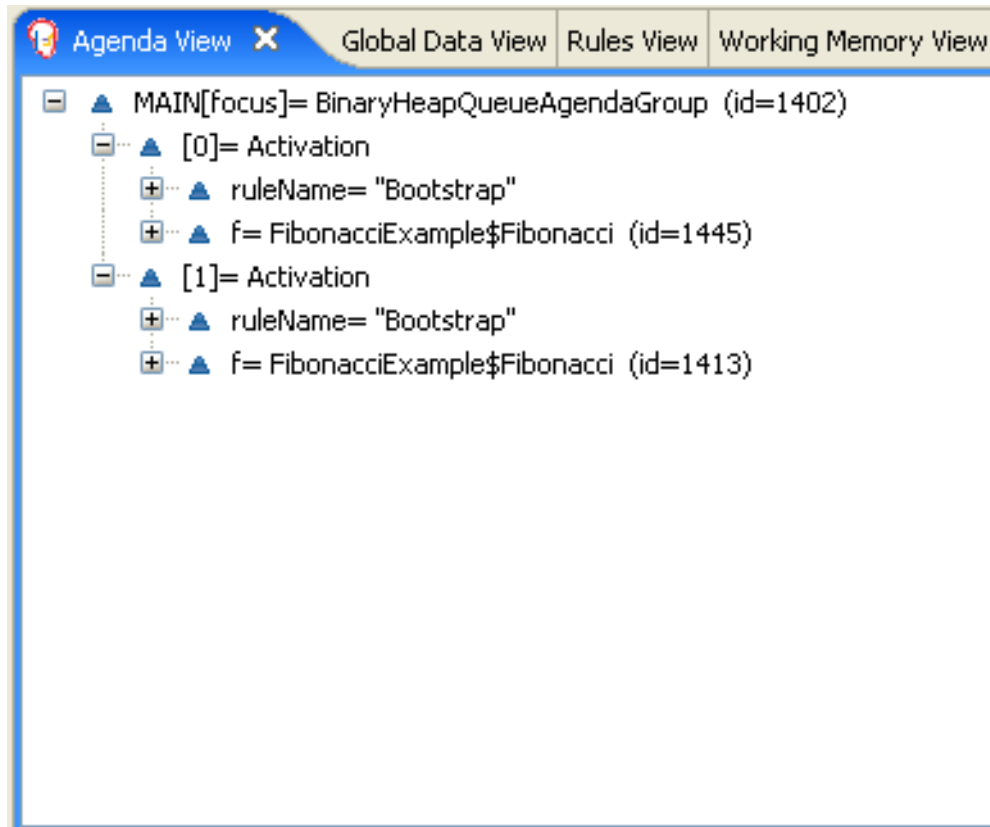 Agenda View Global Data View Rules View Working Memory View
MAIN[focus]= BinaryHeapQueueAgendaGroup (id=1402)
[0]= Activation
ruleName= "Bootstrap"
f= FibonacciExample$Fibonacci (id=1445)
[1]= Activation
ruleName= "Bootstrap"
f= FibonacciExample$Fibonacci (id=1413)